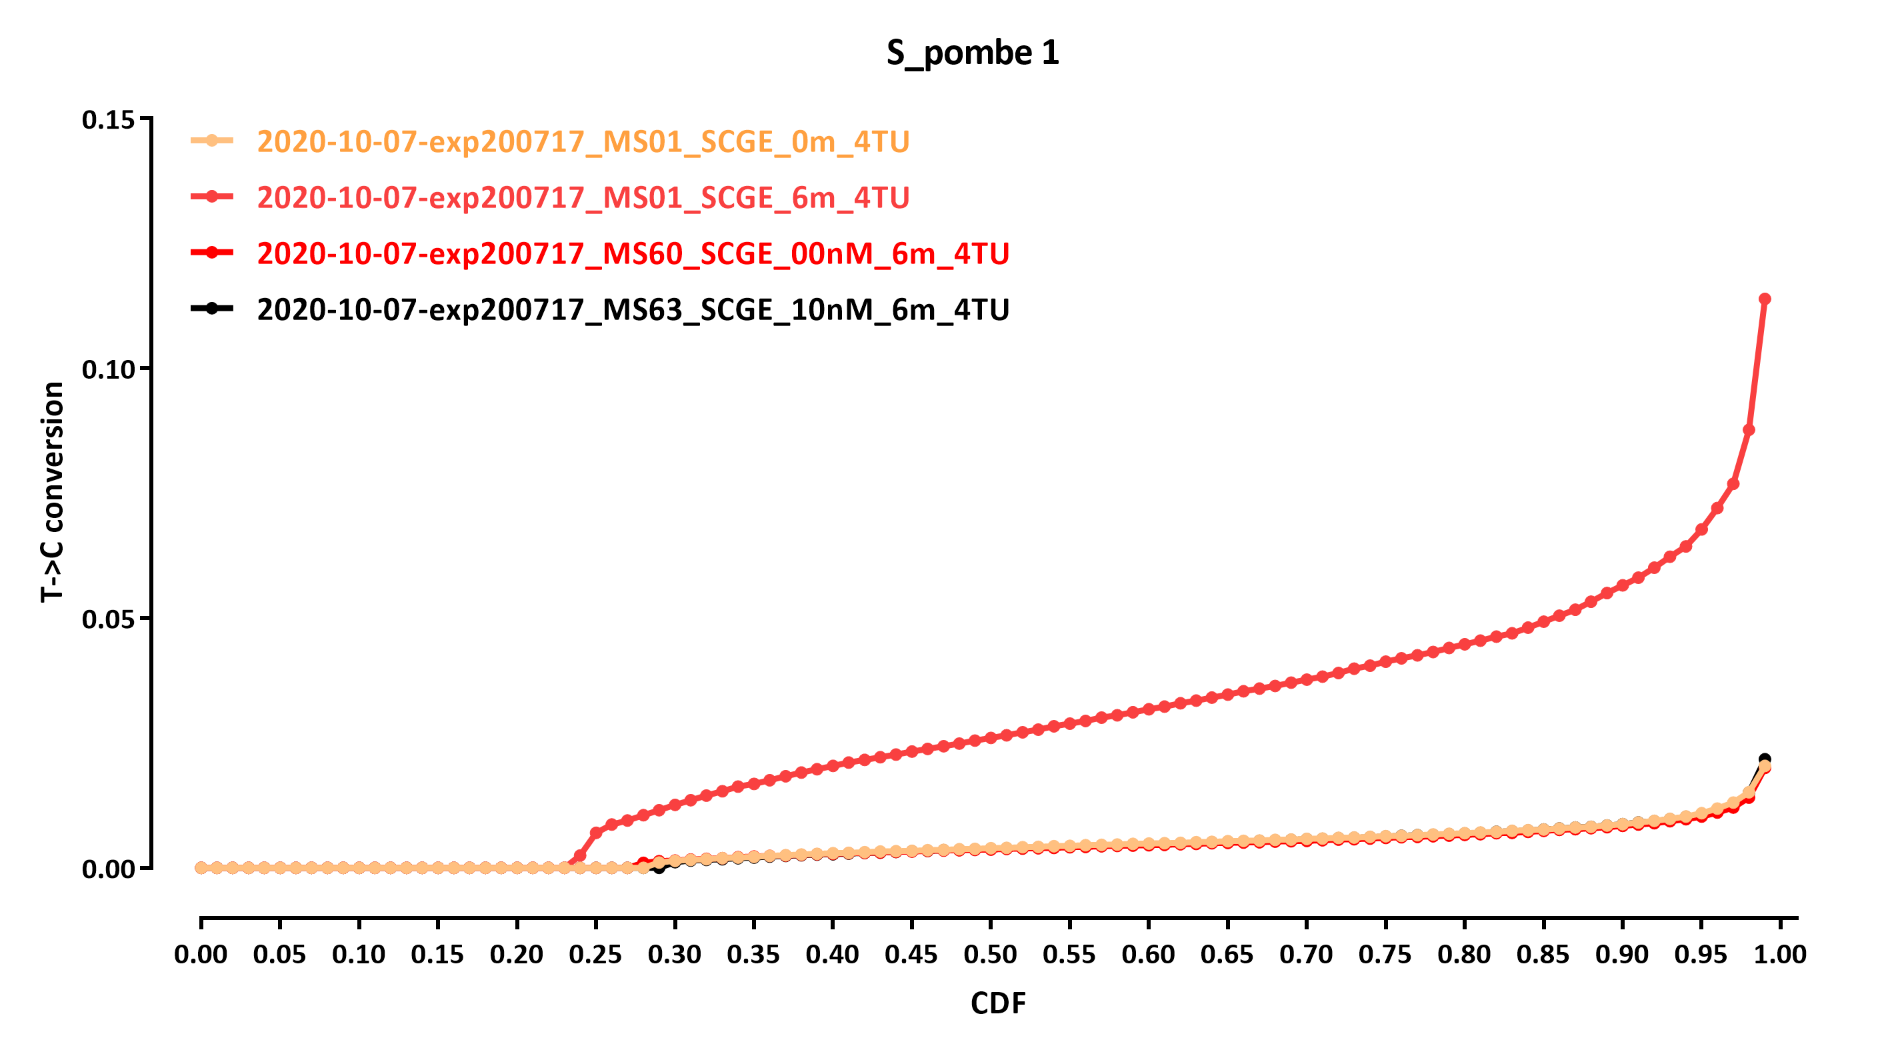 S_pombe 1
0.15
2020-10-07-exp200717_MS01_SCGE_0m_4TU
2020-10-07-exp200717_MS01_SCGE_6m_4TU
2020-10-07-exp200717_MS60_SCGE_00nM_6m_4TU
2020-10-07-exp200717_MS63_SCGE_10nM_6m_4TU
0.10
T->C conversion
0.05
0.00
0.00 0.05 0.10 0.15 0.20 0.25 0.30 0.35 0.40 0.45 0.50 0.55 0.60 0.65 0.70 0.75 0.80 0.85 0.90 0.95 1.00
CDF